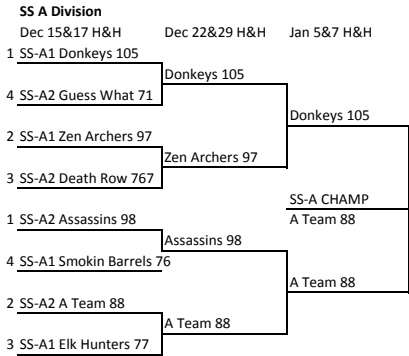 SS A Division
Dec 15&17 H&H Dec 22&29 H&H Jan 5&7 H&H
1 SS-A1 Donkeys 105
Donkeys 105
4 SS-A2 Guess What 71
Donkeys 105
2 SS-A1 Zen Archers 97
Zen Archers 97
3 SS-A2 Death Row 767
SS-A CHAMP
1 SS-A2 Assassins 98
A Team 88
Assassins 98
4 SS-A1 Smokin Barrels 76
A Team 88
2 SS-A2 A Team 88
A Team 88
3 SS-A1 Elk Hunters 77